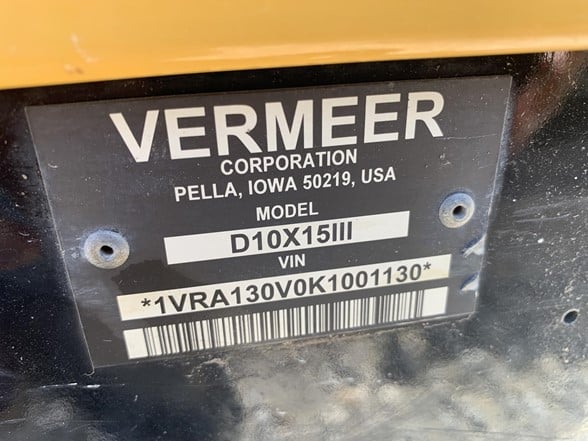 VERMEER
CORPORATION
PELLA, IOWA 50219, USA
MODEL
D10X15III
VIN
*1VRA130V0K1001130*